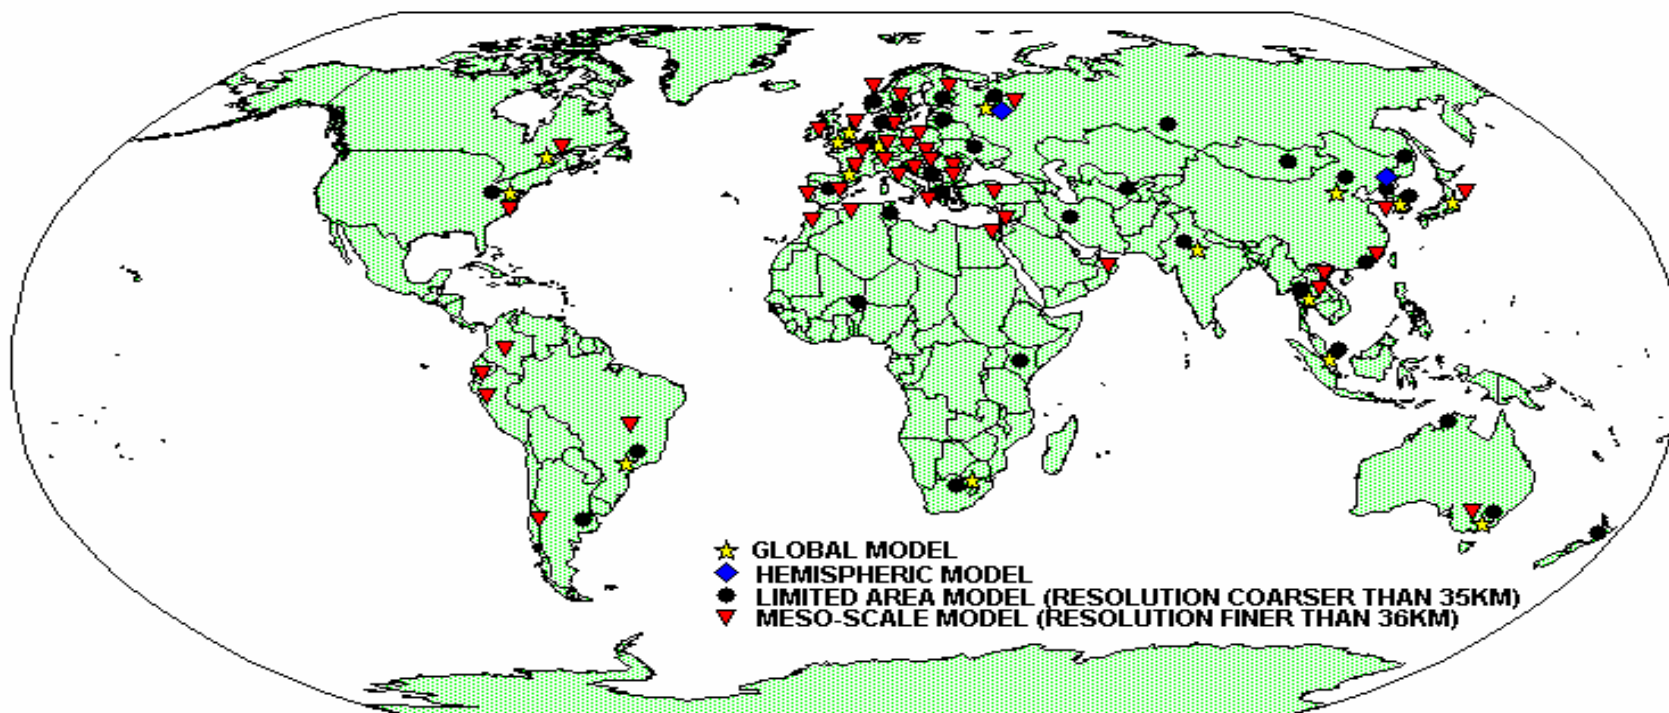 GLOBAL MODEL
HEMISPHERIC MODEL
LIMITED AREA MODEL (RESOLUTION COARSER THAN 35KM)
MESO-SCALE MODEL (RESOLUTION FINER THAN 36KM)